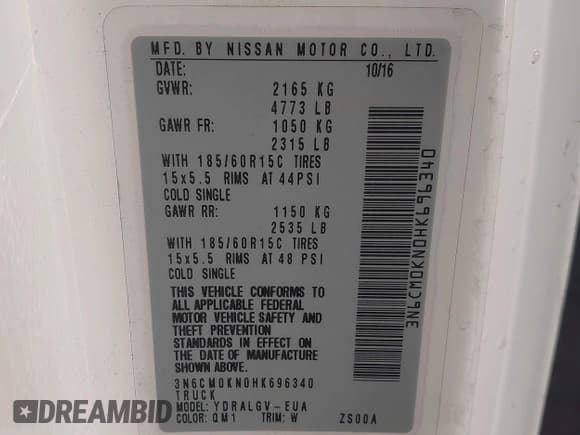 MFD. BY NISSAN MOTOR CO., LTD.
DATE: 10/16
GVWR: 2165 KG
4773 LB
GAWR FR: 1050 KG
2315 LB
WITH 185/60R15C TIRES
15x5.5 RIMS AT 44PSI
COLD SINGLE
GAWR RR: 1150 KG
2535 LB
WITH 185/60R15C TIRES
15x5.5 RIMS AT 48 PSI
COLD SINGLE
THIS VEHICLE CONFORMS TO
ALL APPLICABLE FEDERAL
MOTOR VEHICLE SAFETY AND
THEFT PREVENTION
STANDARDS IN EFFECT ON
THE DATE OF MANUFACTURE
SHOWN ABOVE.
3N6CM0KN0HK696340
TRUCK
MODEL: YDRALGV-EUA
COLOR: QM1 TRIM: W ZS00A
3N6CM0KN0HK696340
DREAMBID